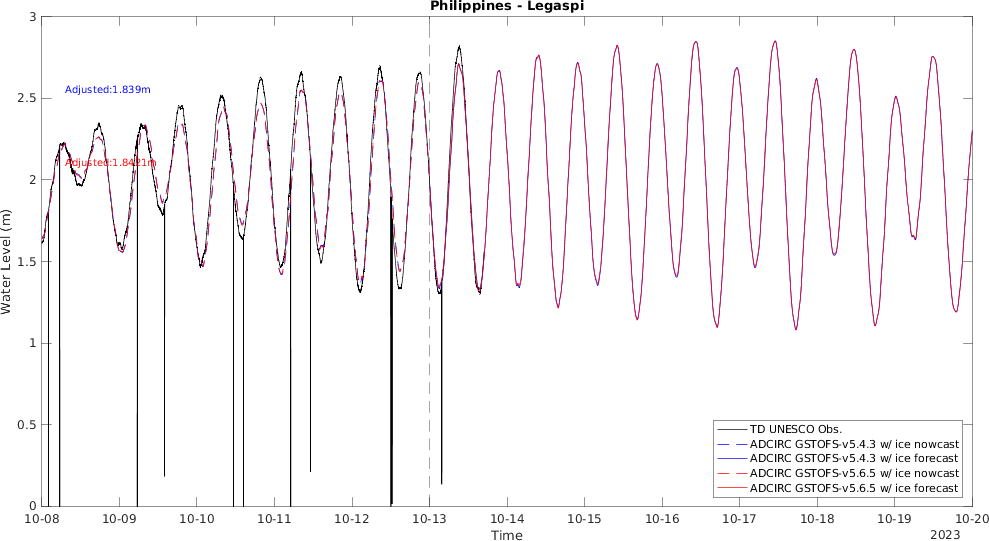 Philippines - Legaspi
3
2.5
2
1.5
1
0.5
0
Water Level (m)
Adjusted:1.839m
Adjusted:1.8421m
TD UNESCO Obs.
ADCIRC GSTOFS-v5.4.3 w/ ice nowcast
ADCIRC GSTOFS-v5.4.3 w/ ice forecast
ADCIRC GSTOFS-v5.6.5 w/ ice nowcast
ADCIRC GSTOFS-v5.6.5 w/ ice forecast
10-08 10-09 10-10 10-11 10-12 10-13 10-14 10-15 10-16 10-17 10-18 10-19 10-20
Time
2023